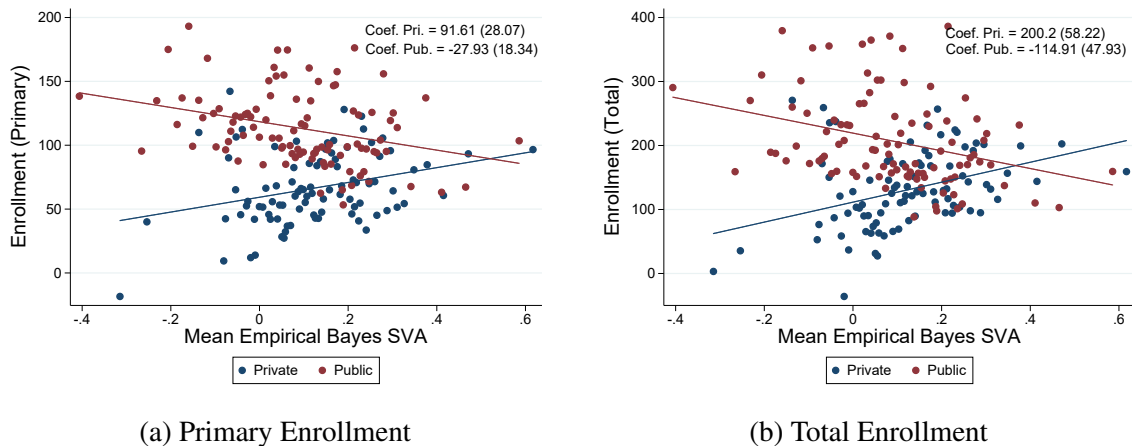 Coef. Pri. = 91.61 (28.07)
Coef. Pub. = -27.93 (18.34)
Enrollment (Primary)
200
150
100
50
0
-.4 -.2 0 .2 .4 .6
Mean Empirical Bayes SVA
Private Public
(a) Primary Enrollment
Coef. Pri. = 200.2 (58.22)
Coef. Pub. = -114.91 (47.93)
Enrollment (Total)
400
300
200
100
0
-.4 -.2 0 .2 .4 .6
Mean Empirical Bayes SVA
Private Public
(b) Total Enrollment